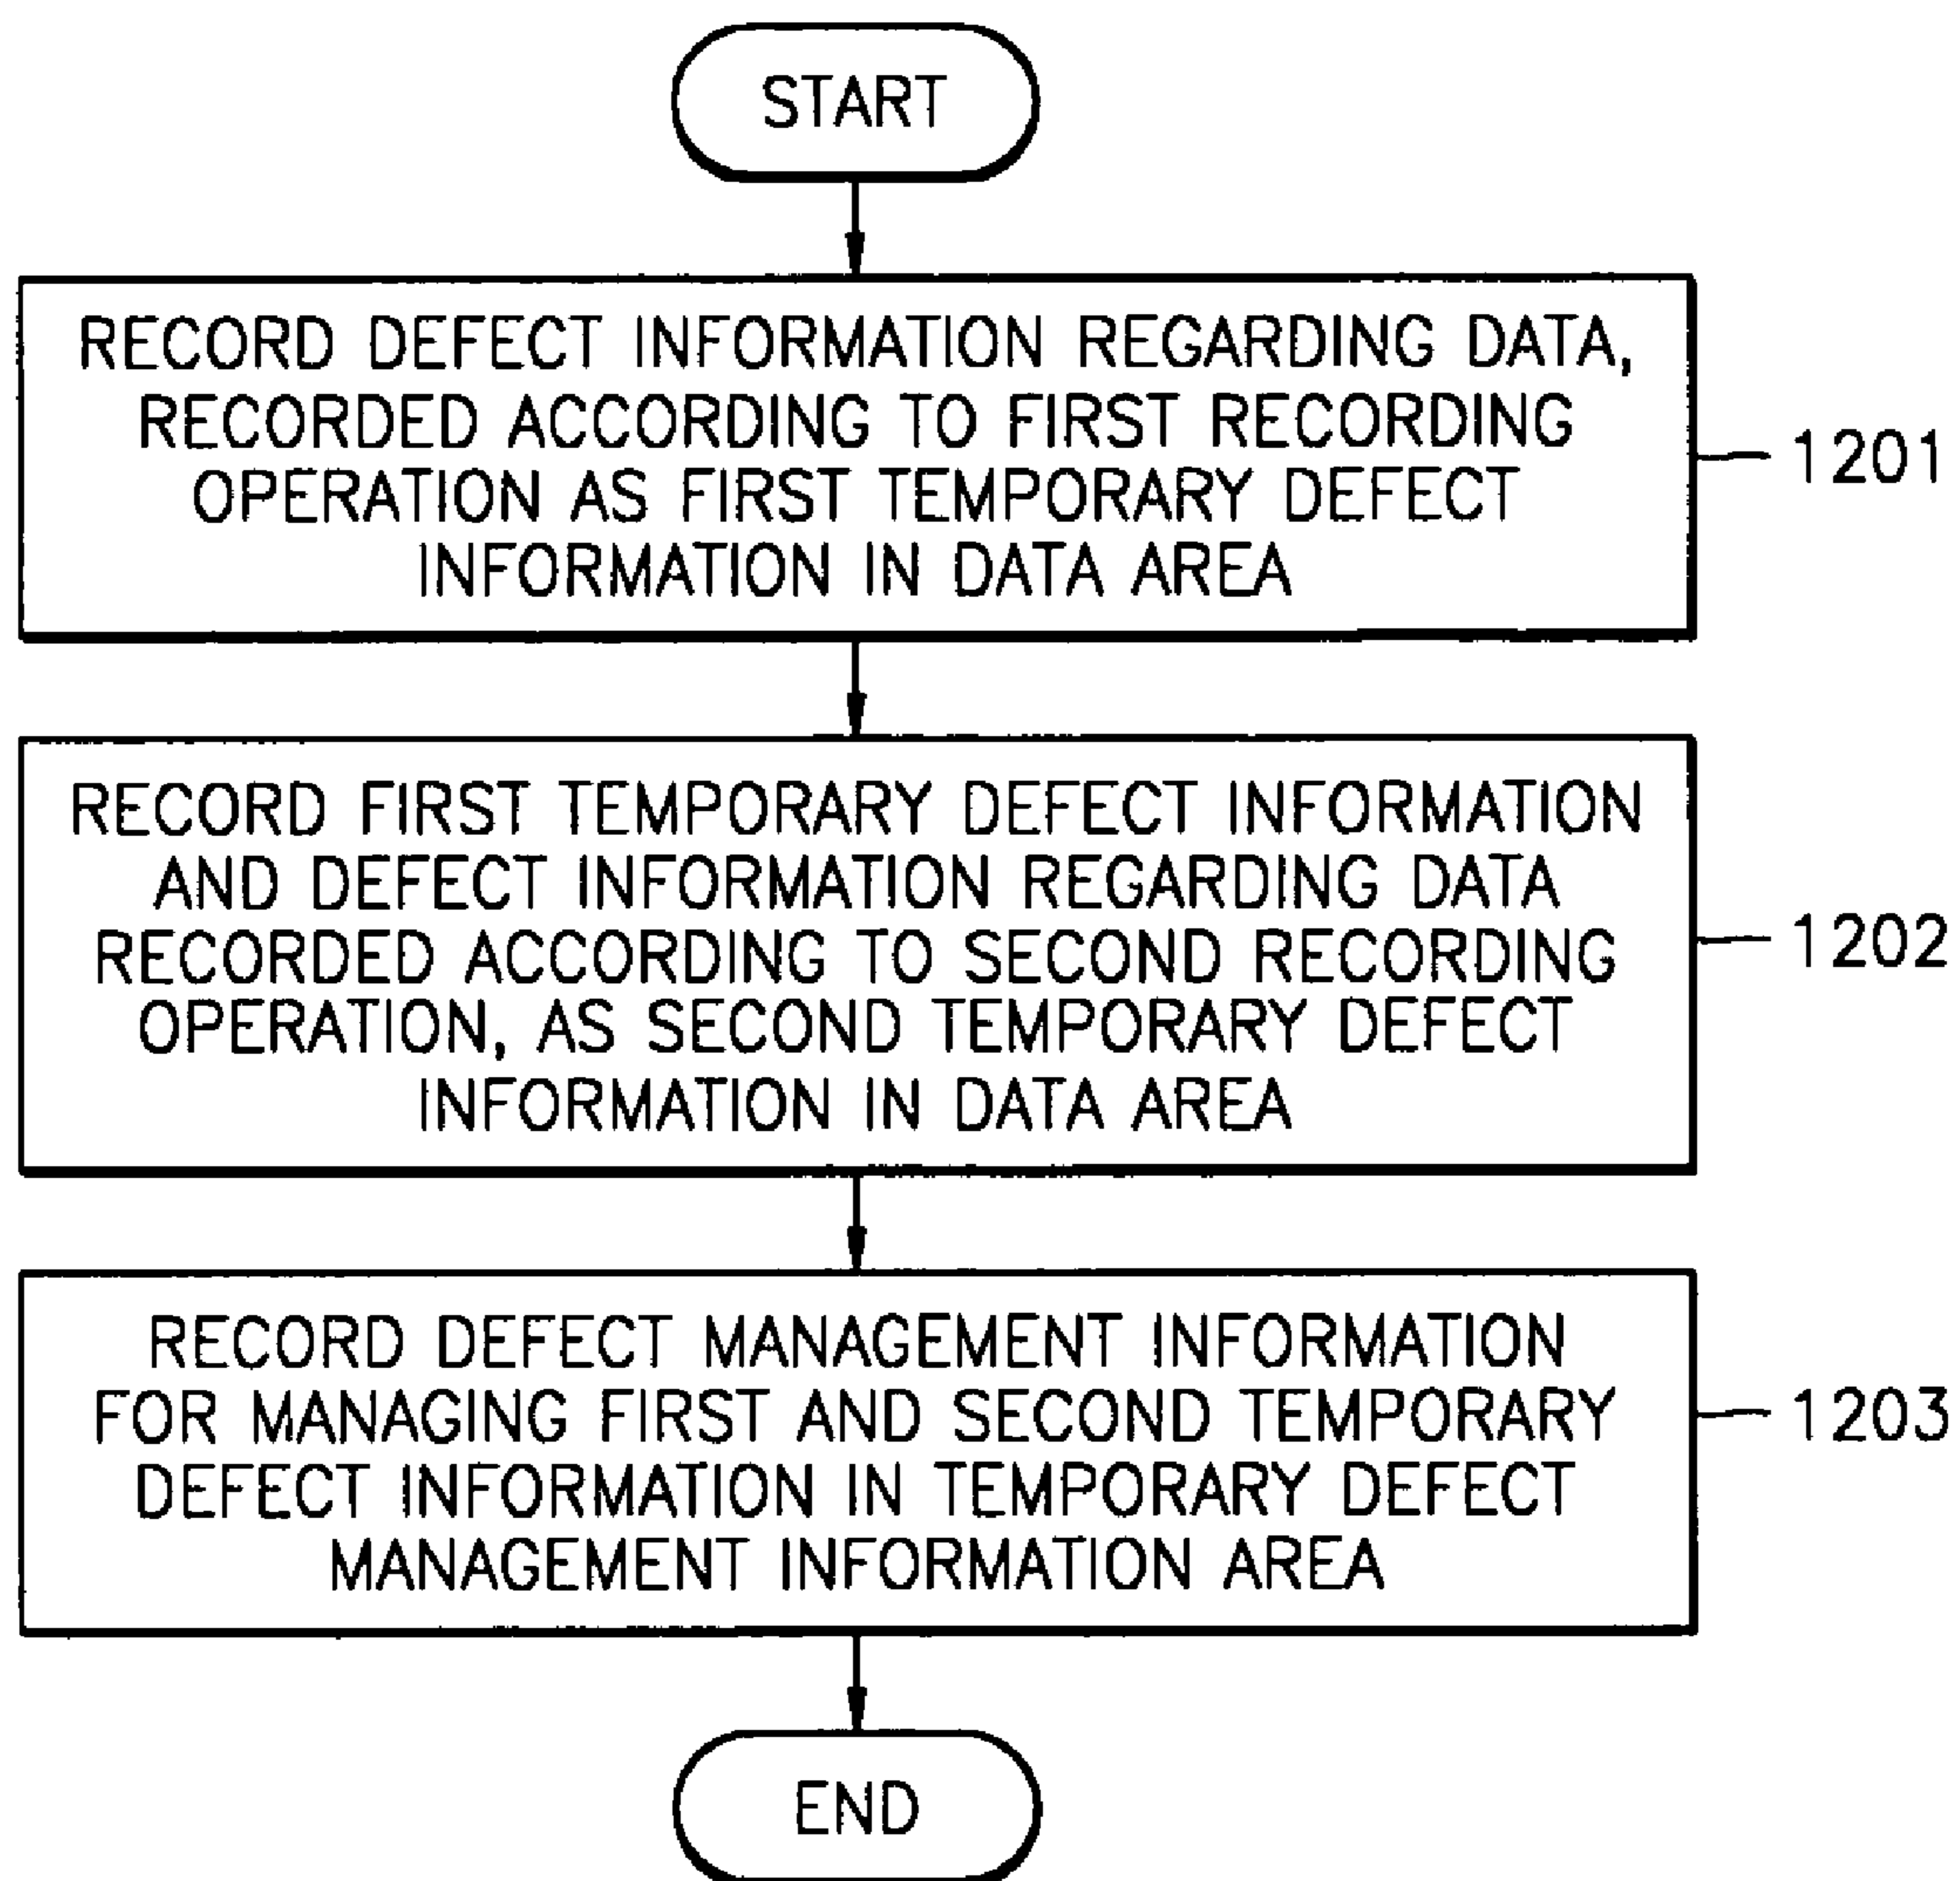 START
RECORD DEFECT INFORMATION REGARDING DATA,
RECORDED ACCORDING TO FIRST RECORDING
OPERATION AS FIRST TEMPORARY DEFECT
INFORMATION IN DATA AREA
1201
RECORD FIRST TEMPORARY DEFECT INFORMATION
AND DEFECT INFORMATION REGARDING DATA
RECORDED ACCORDING TO SECOND RECORDING
OPERATION, AS SECOND TEMPORARY DEFECT
INFORMATION IN DATA AREA
1202
RECORD DEFECT MANAGEMENT INFORMATION
FOR MANAGING FIRST AND SECOND TEMPORARY
DEFECT INFORMATION IN TEMPORARY DEFECT
MANAGEMENT INFORMATION AREA
1203
END